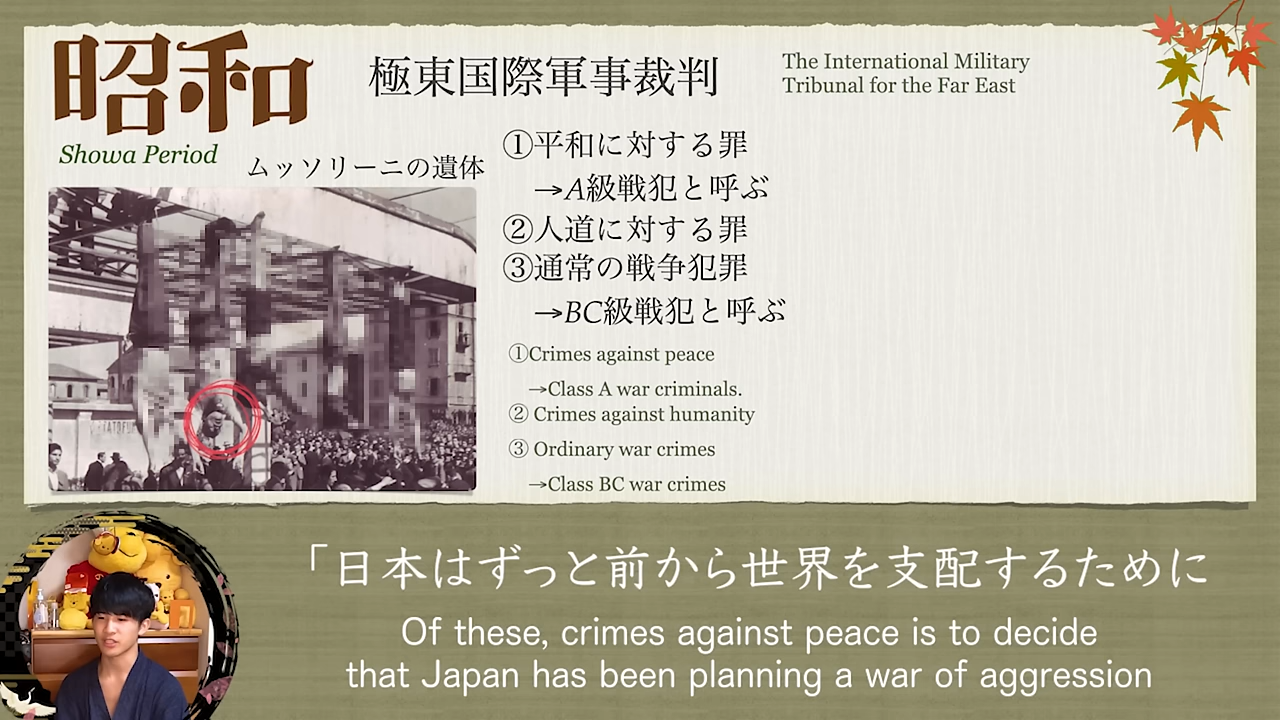 昭和
Showa Period
極東国際軍事裁判
The International Military
Tribunal for the Far East
ムッソリーニの遺体
①平和に対する罪
→A級戦犯と呼ぶ
②人道に対する罪
③通常の戦争犯罪
→BC級戦犯と呼ぶ
①Crimes against peace
→Class A war criminals.
② Crimes against humanity
③ Ordinary war crimes
→Class BC war crimes
「日本はずっと前から世界を支配するために
Of these, crimes against peace is to decide
that Japan has been planning a war of aggression